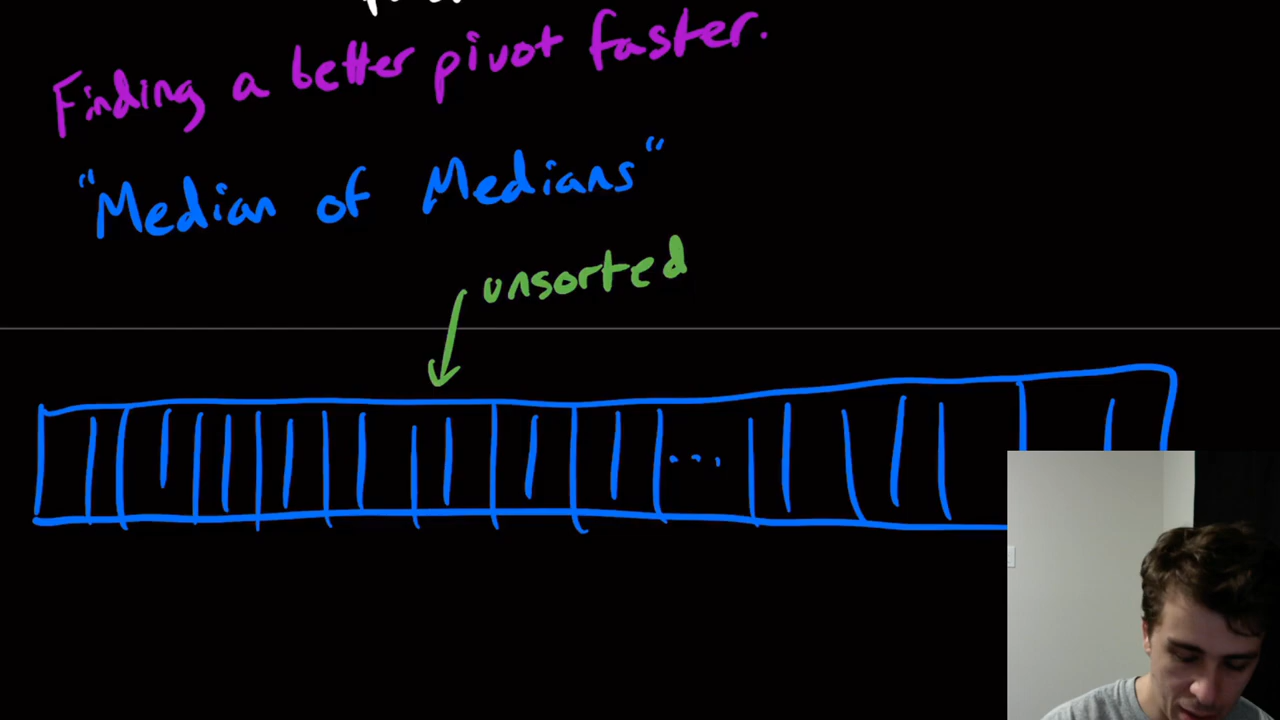 Finding a better pivot faster.
"Median of Medians"
unsorted
...